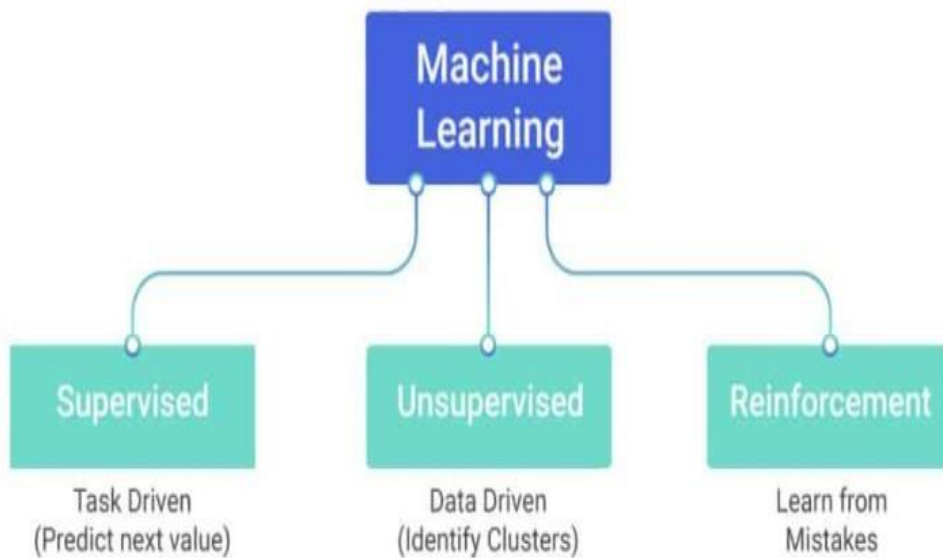 Machine
Learning
Supervised
Unsupervised
Reinforcement
Task Driven
(Predict next value)
Data Driven
(Identify Clusters)
Learn from
Mistakes